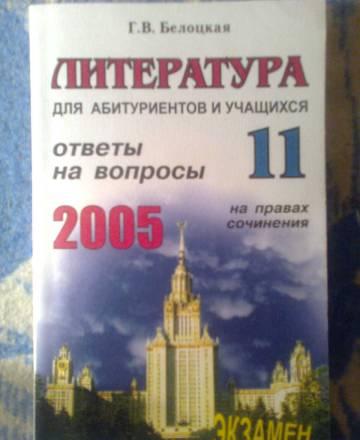 Г.В. Белоцкая
ЛИТЕРАТУРА
ДЛЯ АБИТУРИЕНТОВ И УЧАЩИХСЯ
ответы
на вопросы
11
2005
на правах
сочинения
ЭКЗАМЕН